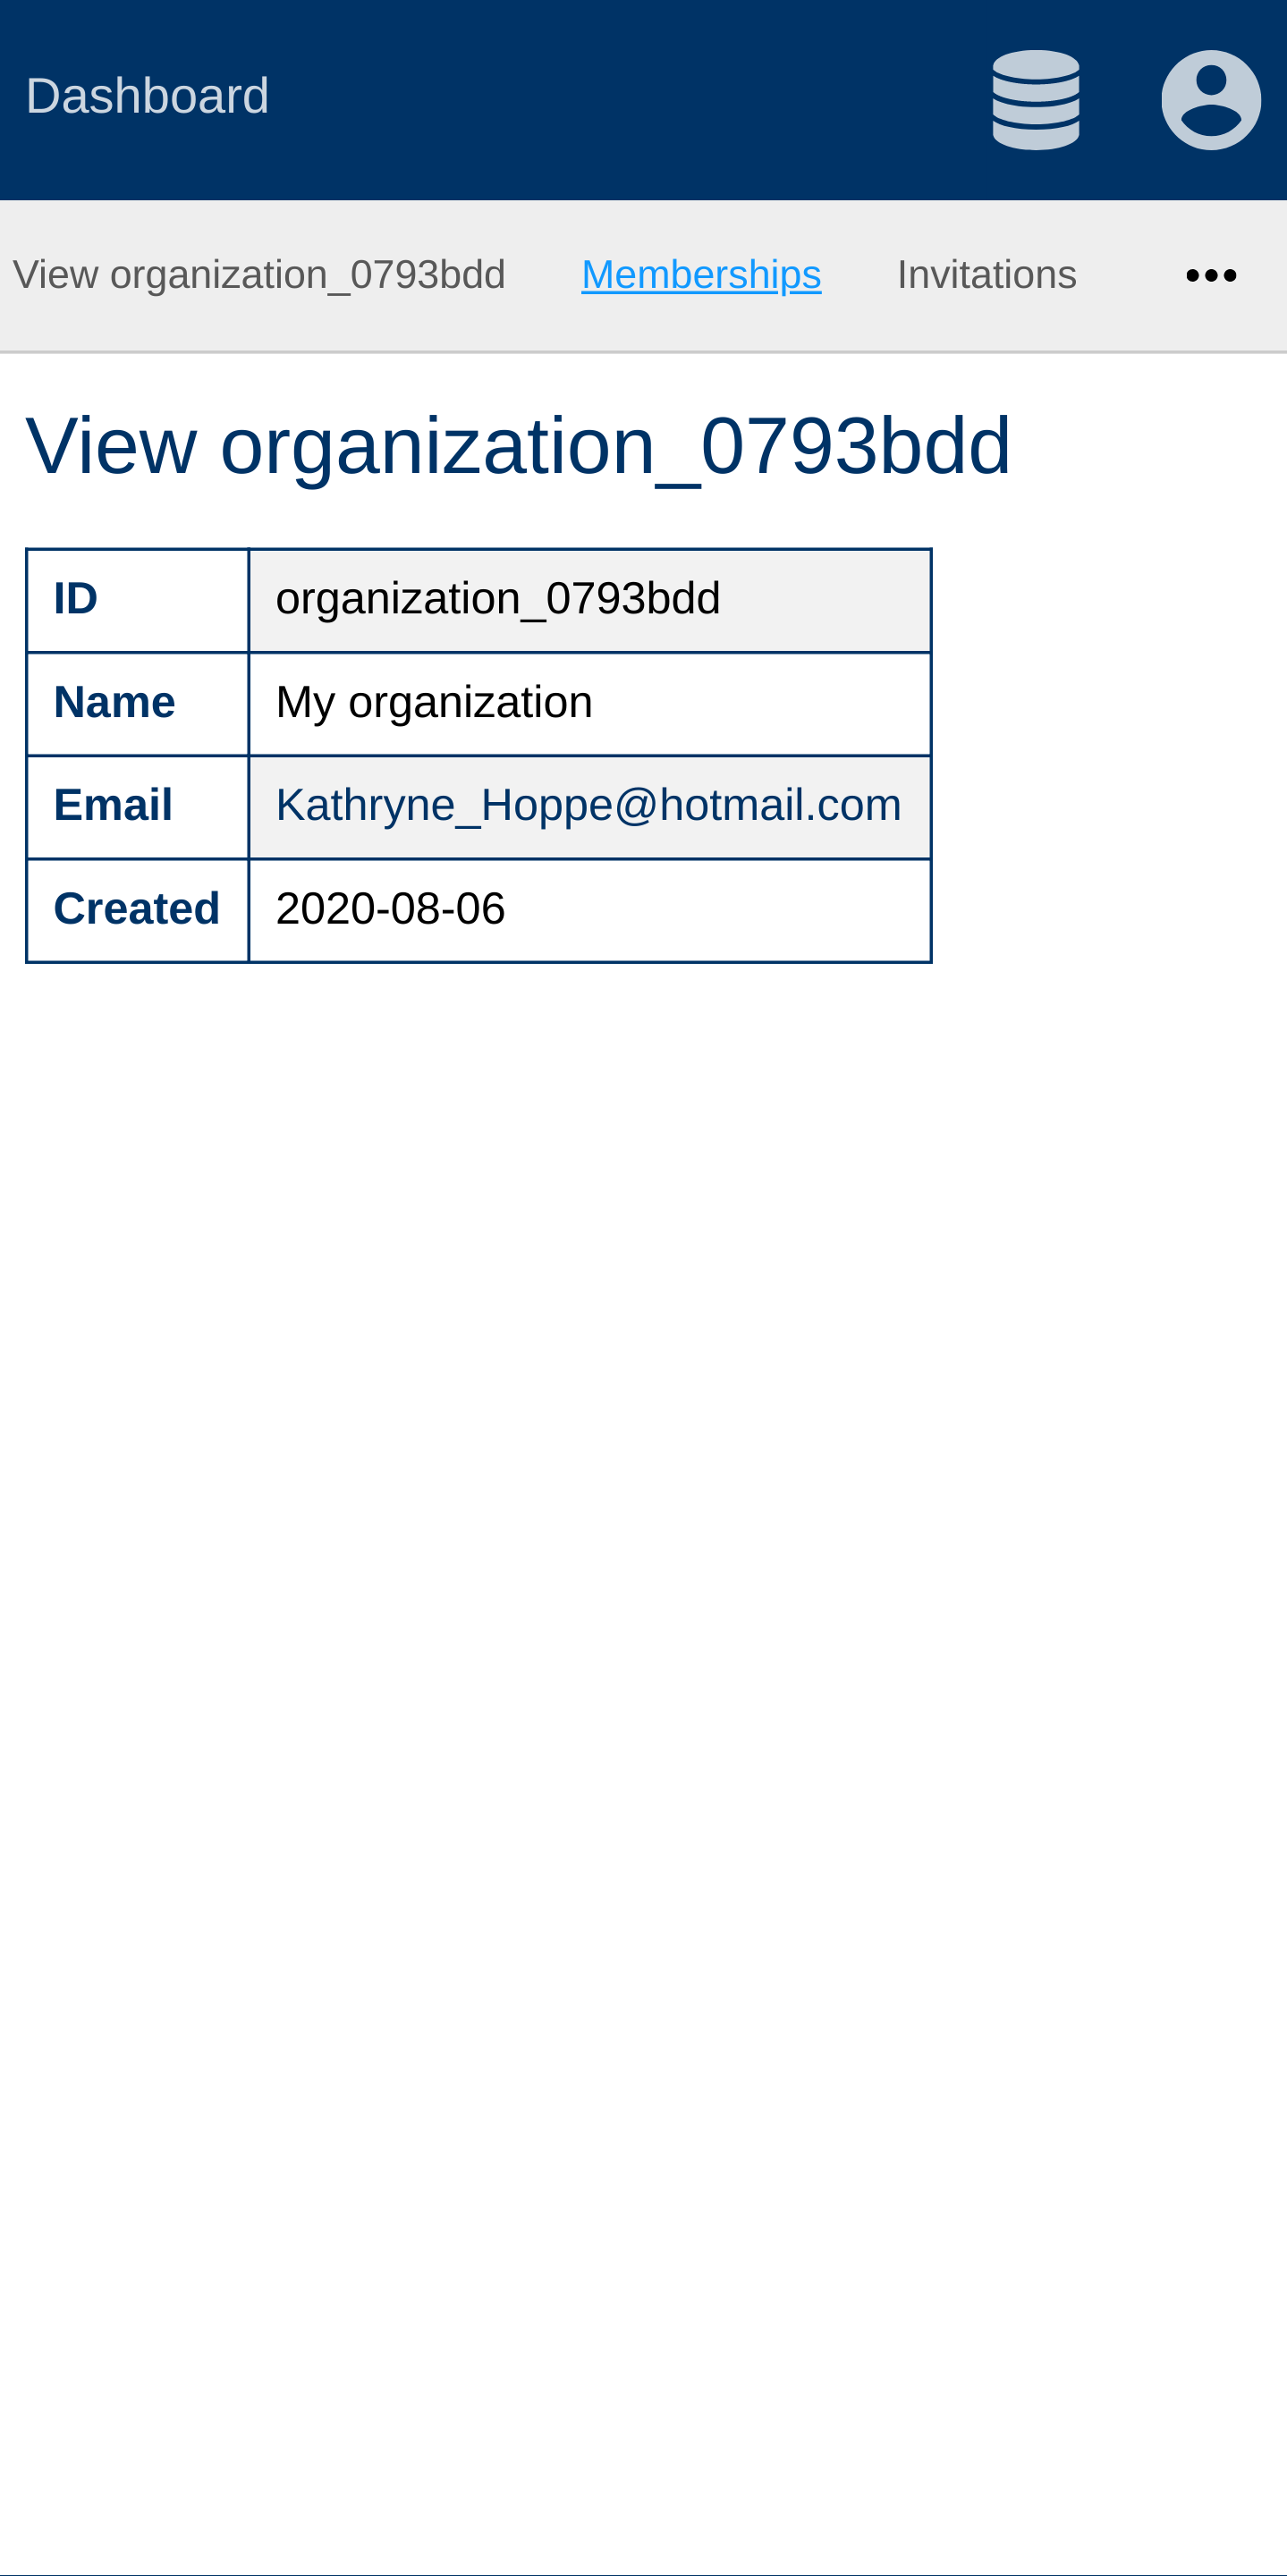 Dashboard
View organization_0793bdd Memberships Invitations •••
View organization_0793bdd
ID organization_0793bdd
Name My organization
Email Kathryne_Hoppe@hotmail.com
Created 2020-08-06